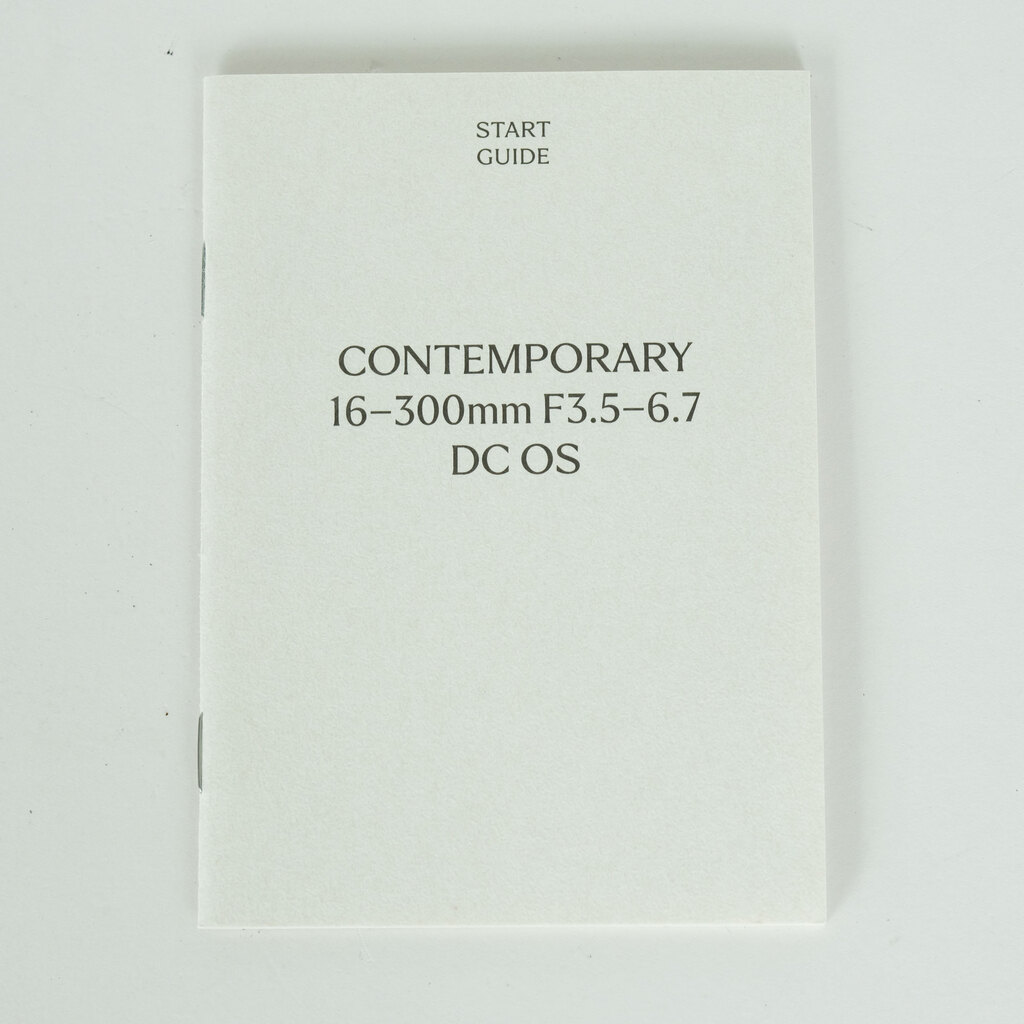 START
GUIDE
CONTEMPORARY
16–300mm F3.5–6.7
DC OS